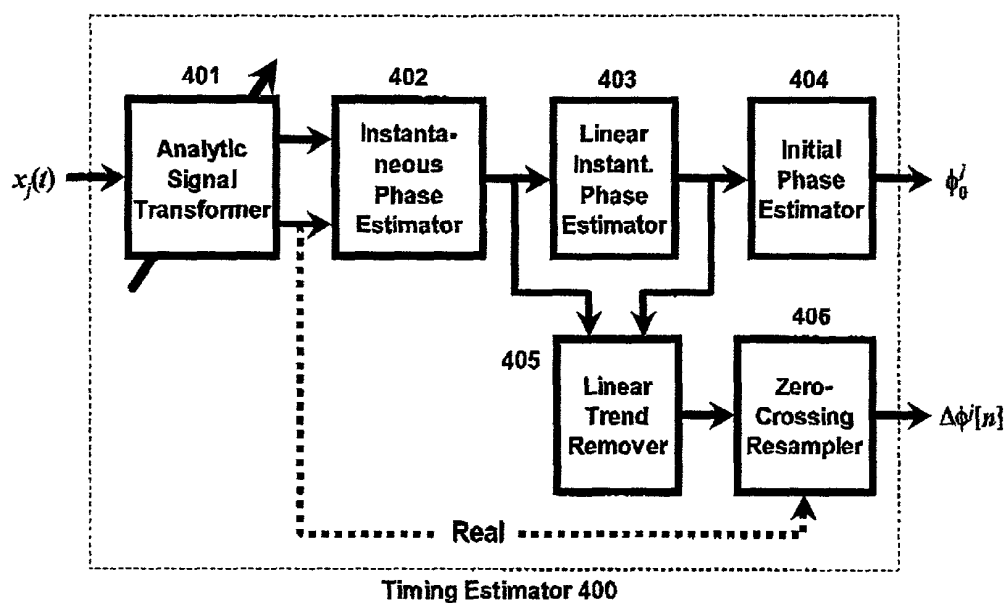 401
402
403
404
Analytic
Signal
Transformer
Instanta-
neous
Phase
Estimator
Linear
Instant.
Phase
Estimator
Initial
Phase
Estimator
x_j(t)
ϕ_0^j
405
406
Linear
Trend
Remover
Zero-
Crossing
Resampler
Δϕ^j[n]
Real
Timing Estimator 400